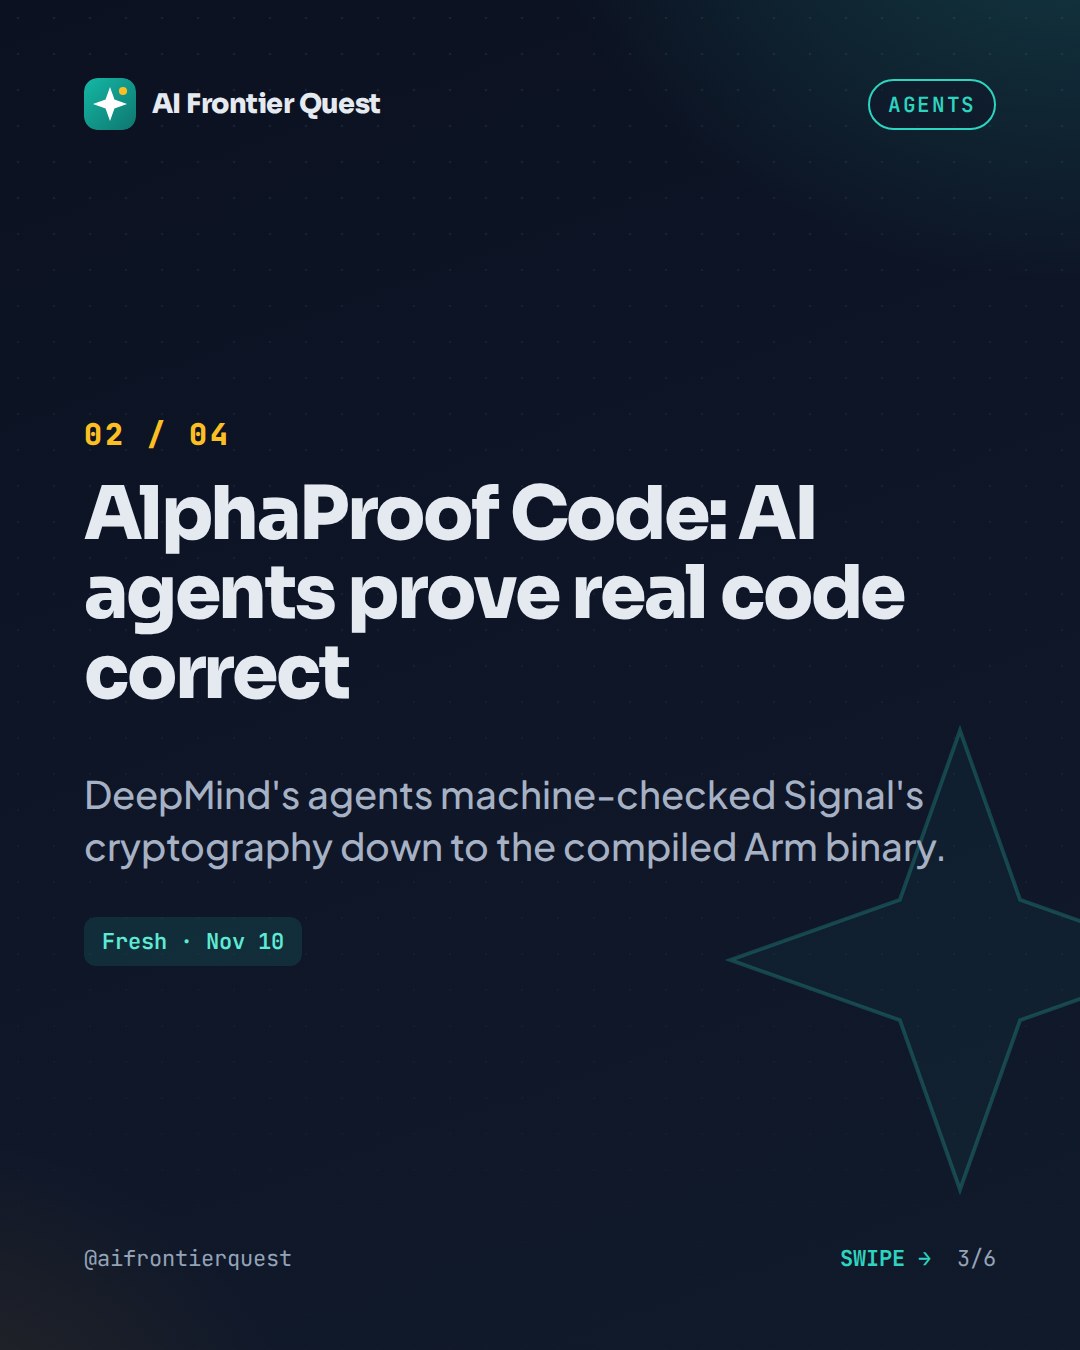 AI Frontier Quest
AGENTS
02 / 04
AlphaProof Code: AI
agents prove real code
correct
DeepMind's agents machine-checked Signal's
cryptography down to the compiled Arm binary.
Fresh · Nov 10
@aifrontierquest
SWIPE → 3/6